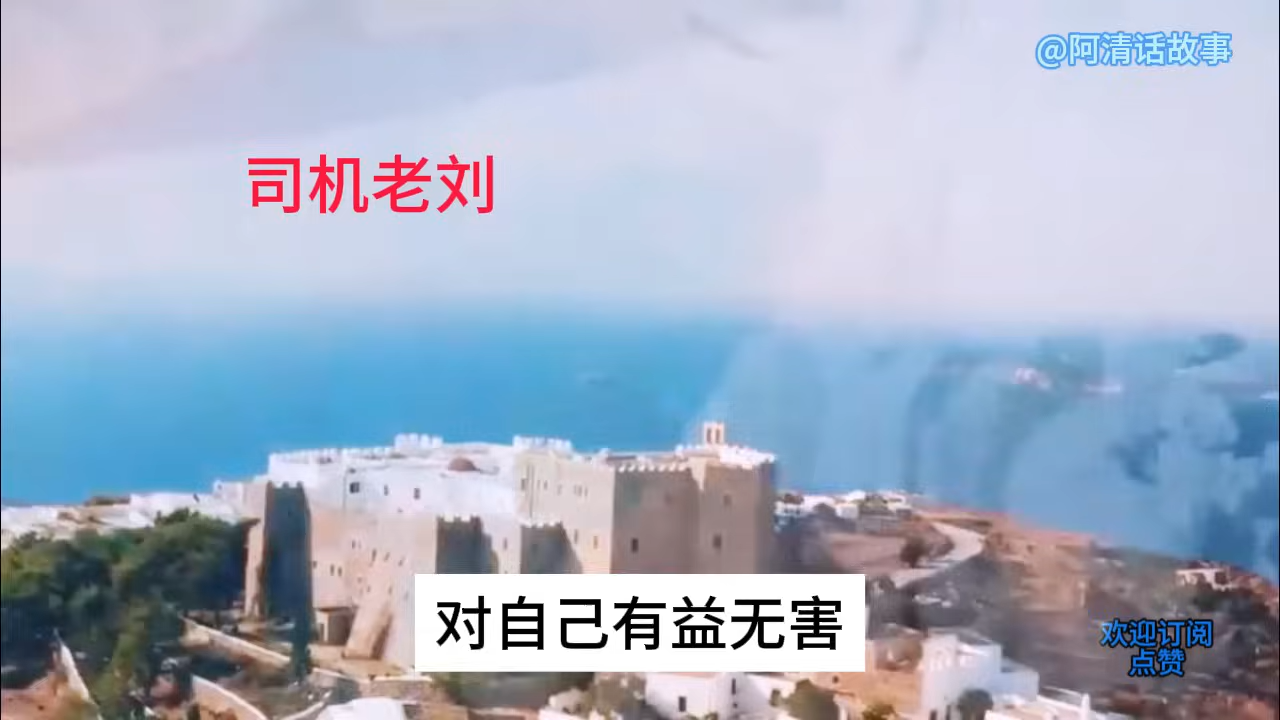 @阿清话故事
司机老刘
对自己有益无害
欢迎订阅
点赞